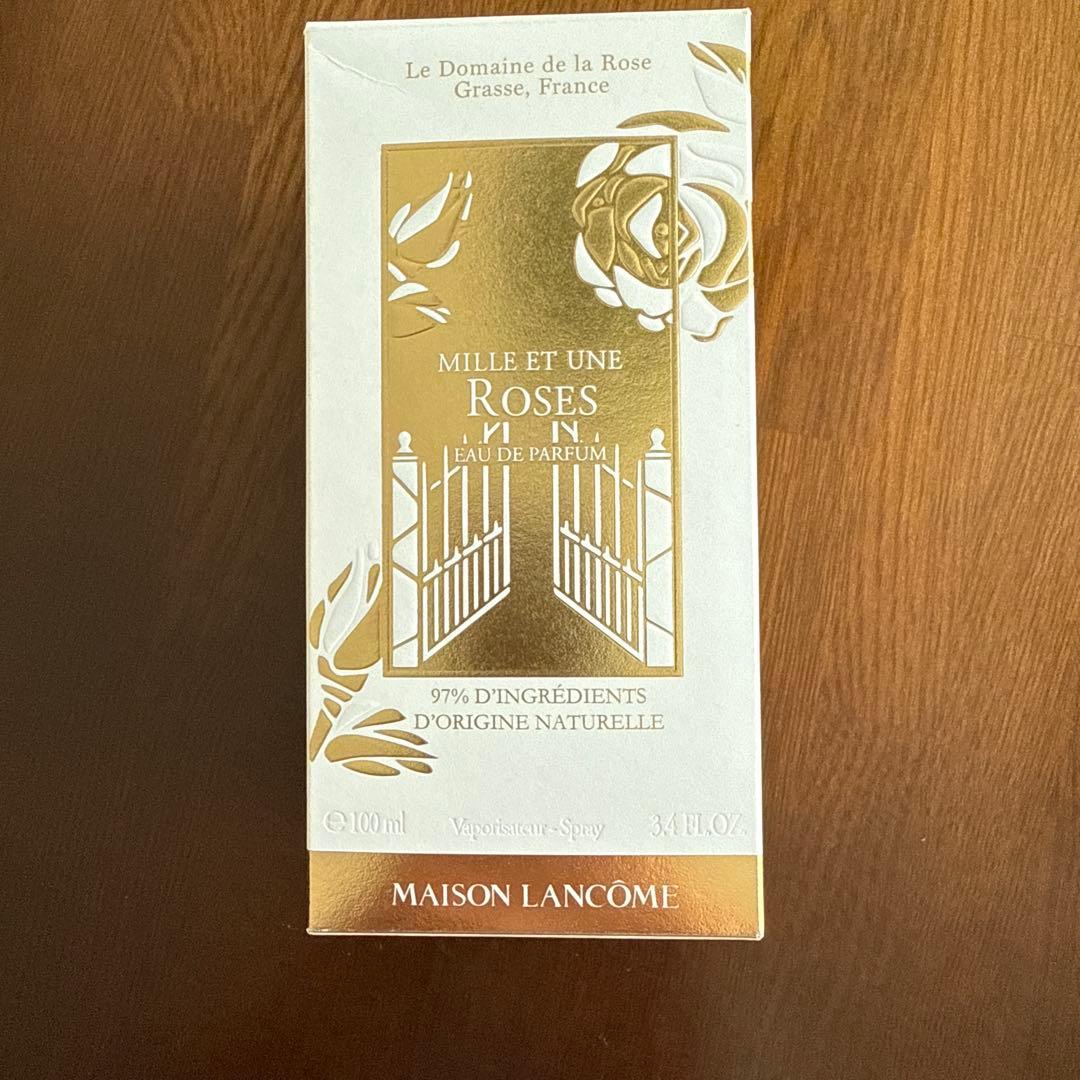 Le Domaine de la Rose
Grasse, France
MILLE ET UNE
ROSES
EAU DE PARFUM
97% D'INGRÉDIENTS
D'ORIGINE NATURELLE
℮ 100 ml Vaporisateur - Spray 3.4 FL.OZ.
MAISON LANCÔME